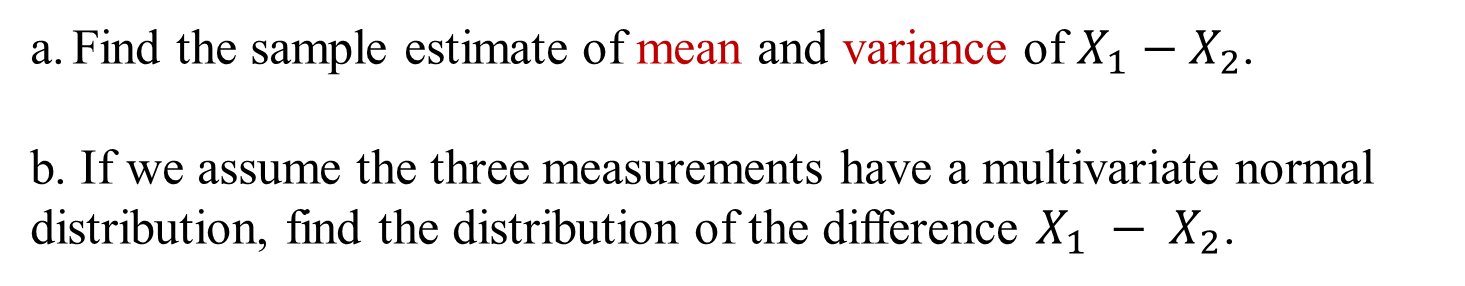 a. Find the sample estimate of mean and variance of X₁ − X₂.
b. If we assume the three measurements have a multivariate normal
distribution, find the distribution of the difference X₁ − X₂.